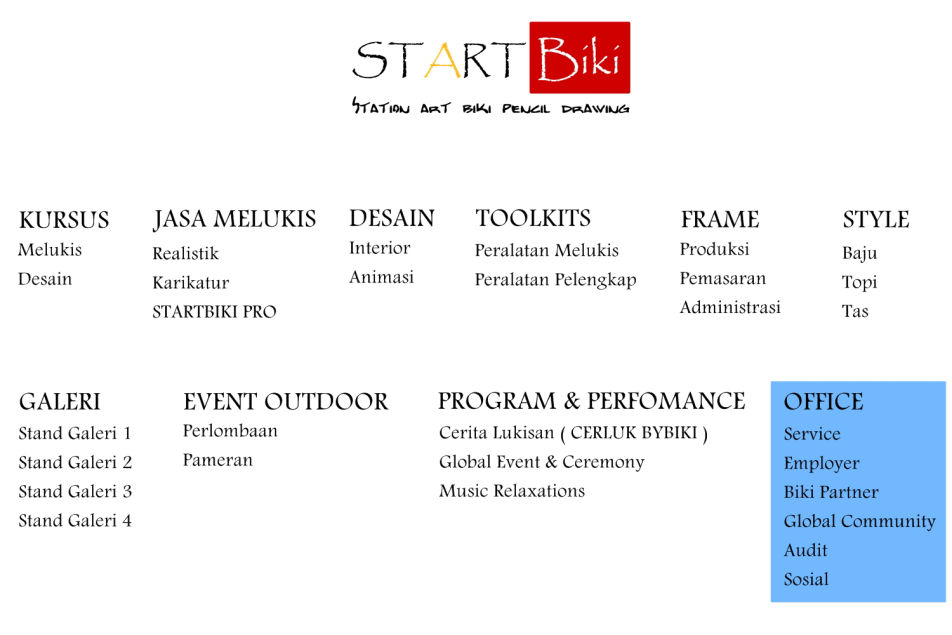 START Biki
STATION ART BIKI PENCIL DRAWING
KURSUS
Melukis
Desain
JASA MELUKIS
Realistik
Karikatur
STARTBIKI PRO
DESAIN
Interior
Animasi
TOOLKITS
Peralatan Melukis
Peralatan Pelengkap
FRAME
Produksi
Pemasaran
Administrasi
STYLE
Baju
Topi
Tas
GALERI
Stand Galeri 1
Stand Galeri 2
Stand Galeri 3
Stand Galeri 4
EVENT OUTDOOR
Perlombaan
Pameran
PROGRAM & PERFOMANCE
Cerita Lukisan ( CERLUK BYBIKI )
Global Event & Ceremony
Music Relaxations
OFFICE
Service
Employer
Biki Partner
Global Community
Audit
Sosial